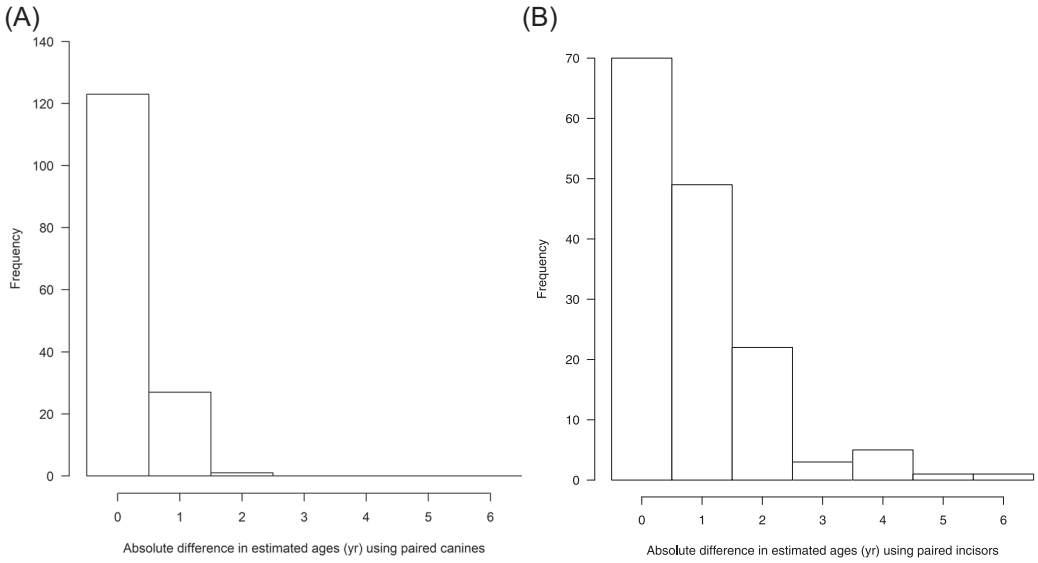 (A)
140
120
100
80
60
40
20
0
Frequency
0 1 2 3 4 5 6
Absolute difference in estimated ages (yr) using paired canines
(B)
70
60
50
40
30
20
10
0
Frequency
0 1 2 3 4 5 6
Absolute difference in estimated ages (yr) using paired incisors